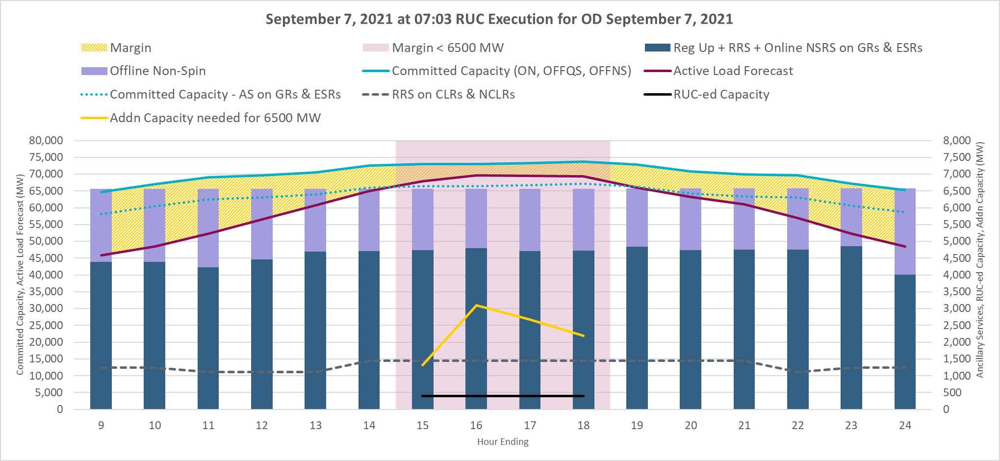 September 7, 2021 at 07:03 RUC Execution for OD September 7, 2021
Margin
Margin < 6500 MW
Reg Up + RRS + Online NSRS on GRs & ESRs
Offline Non-Spin
Committed Capacity (ON, OFFQS, OFFNS)
Active Load Forecast
Committed Capacity - AS on GRs & ESRs
RRS on CLRs & NCLRs
RUC-ed Capacity
Addn Capacity needed for 6500 MW
Committed Capacity, Active Load Forecast (MW)
80,000
75,000
70,000
65,000
60,000
55,000
50,000
45,000
40,000
35,000
30,000
25,000
20,000
15,000
10,000
5,000
0
8,000
7,500
7,000
6,500
6,000
5,500
5,000
4,500
4,000
3,500
3,000
2,500
2,000
1,500
1,000
500
0
Ancillary Services, RUC-ed Capacity, Addn Capacity (MW)
9 10 11 12 13 14 15 16 17 18 19 20 21 22 23 24
Hour Ending